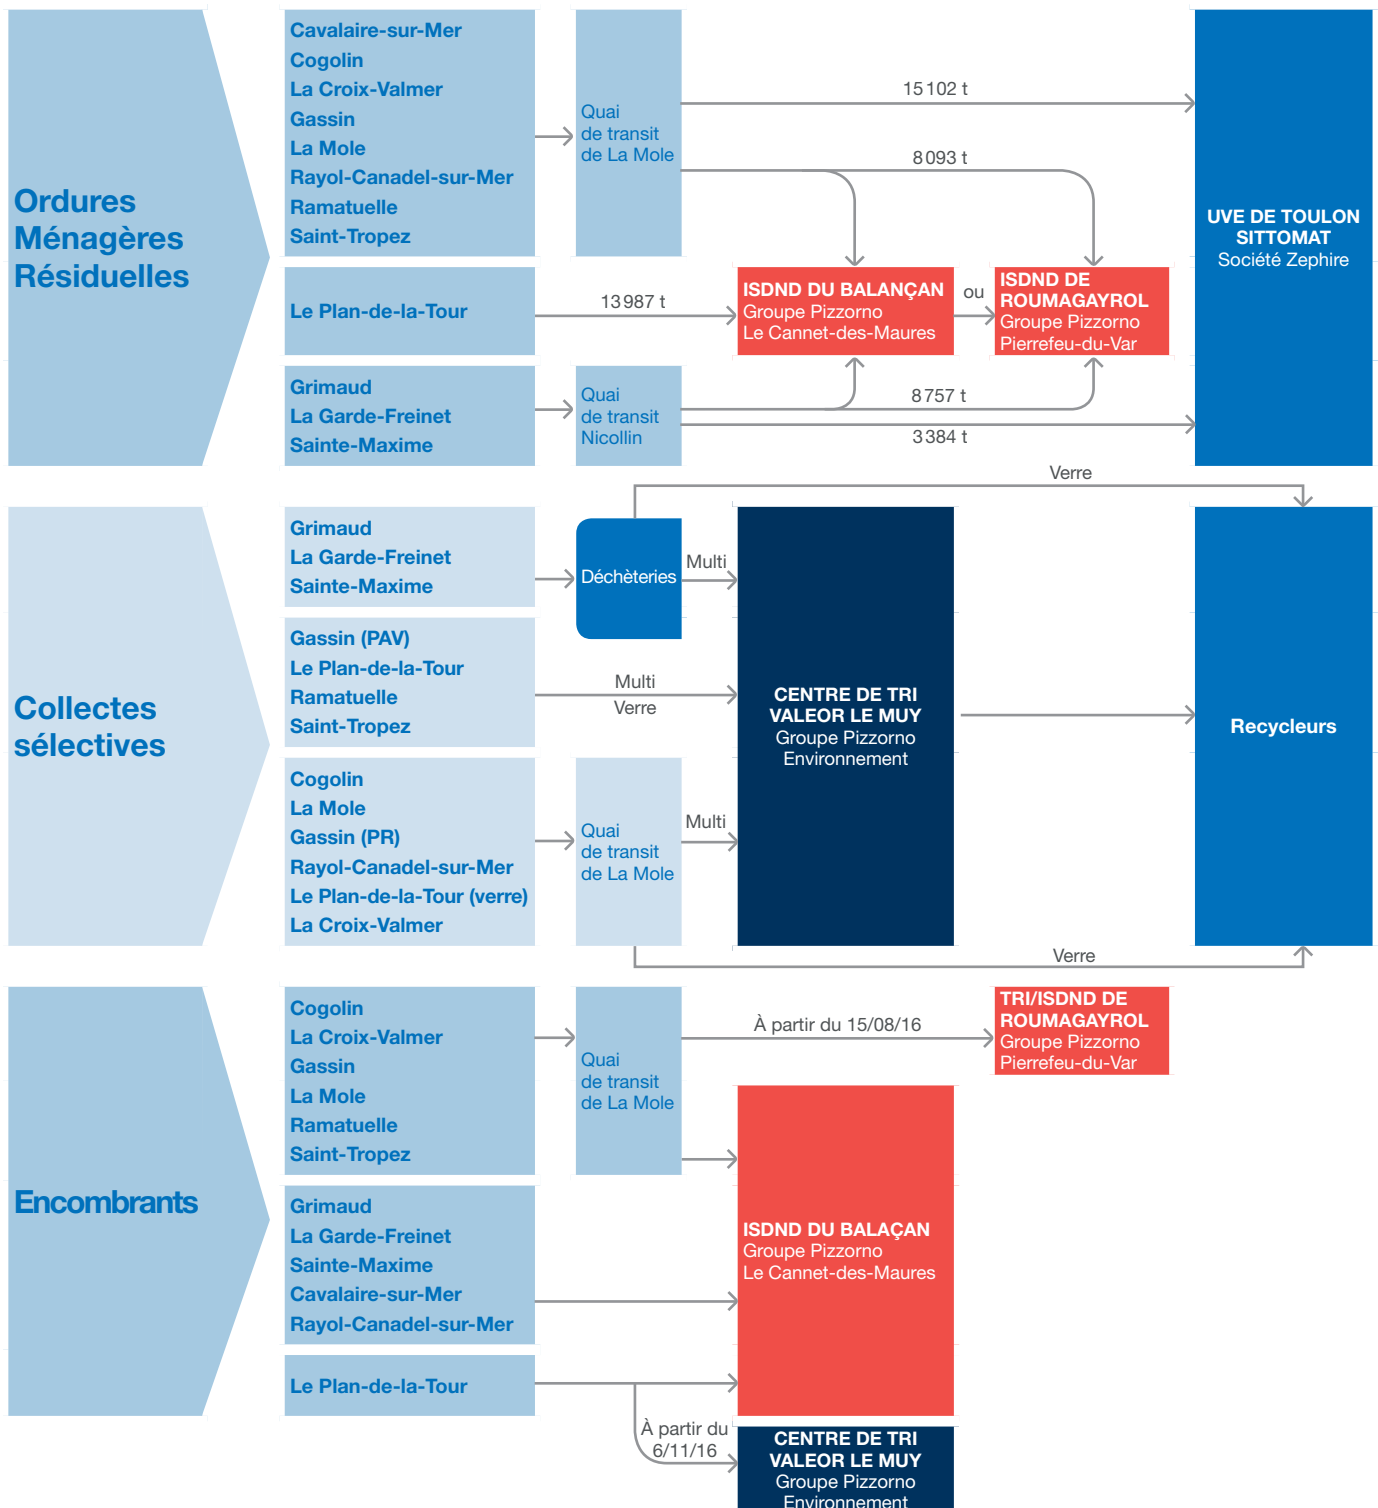 Ordures
Ménagères
Résiduelles
Cavalaire-sur-Mer
Cogolin
La Croix-Valmer
Gassin
La Mole
Rayol-Canadel-sur-Mer
Ramatuelle
Saint-Tropez
Quai
de transit
de La Mole
15 102 t
8 093 t
UVE DE TOULON
SITTOMAT
Société Zephire
Le Plan-de-la-Tour
13 987 t
ISDND DU BALANÇAN
Groupe Pizzorno
Le Cannet-des-Maures
ou
ISDND DE
ROUMAGAYROL
Groupe Pizzorno
Pierrefeu-du-Var
Grimaud
La Garde-Freinet
Sainte-Maxime
Quai
de transit
Nicollin
8 757 t
3 384 t
Collectes
sélectives
Verre
Grimaud
La Garde-Freinet
Sainte-Maxime
Déchèteries
Multi
Gassin (PAV)
Le Plan-de-la-Tour
Ramatuelle
Saint-Tropez
Multi
Verre
CENTRE DE TRI
VALEOR LE MUY
Groupe Pizzorno
Environnement
Recycleurs
Cogolin
La Mole
Gassin (PR)
Rayol-Canadel-sur-Mer
Le Plan-de-la-Tour (verre)
La Croix-Valmer
Quai
de transit
de La Mole
Multi
Verre
Encombrants
Cogolin
La Croix-Valmer
Gassin
La Mole
Ramatuelle
Saint-Tropez
Quai
de transit
de La Mole
À partir du 15/08/16
TRI/ISDND DE
ROUMAGAYROL
Groupe Pizzorno
Pierrefeu-du-Var
Grimaud
La Garde-Freinet
Sainte-Maxime
Cavalaire-sur-Mer
Rayol-Canadel-sur-Mer
ISDND DU BALAÇAN
Groupe Pizzorno
Le Cannet-des-Maures
Le Plan-de-la-Tour
À partir du
6/11/16
CENTRE DE TRI
VALEOR LE MUY
Groupe Pizzorno
Environnement